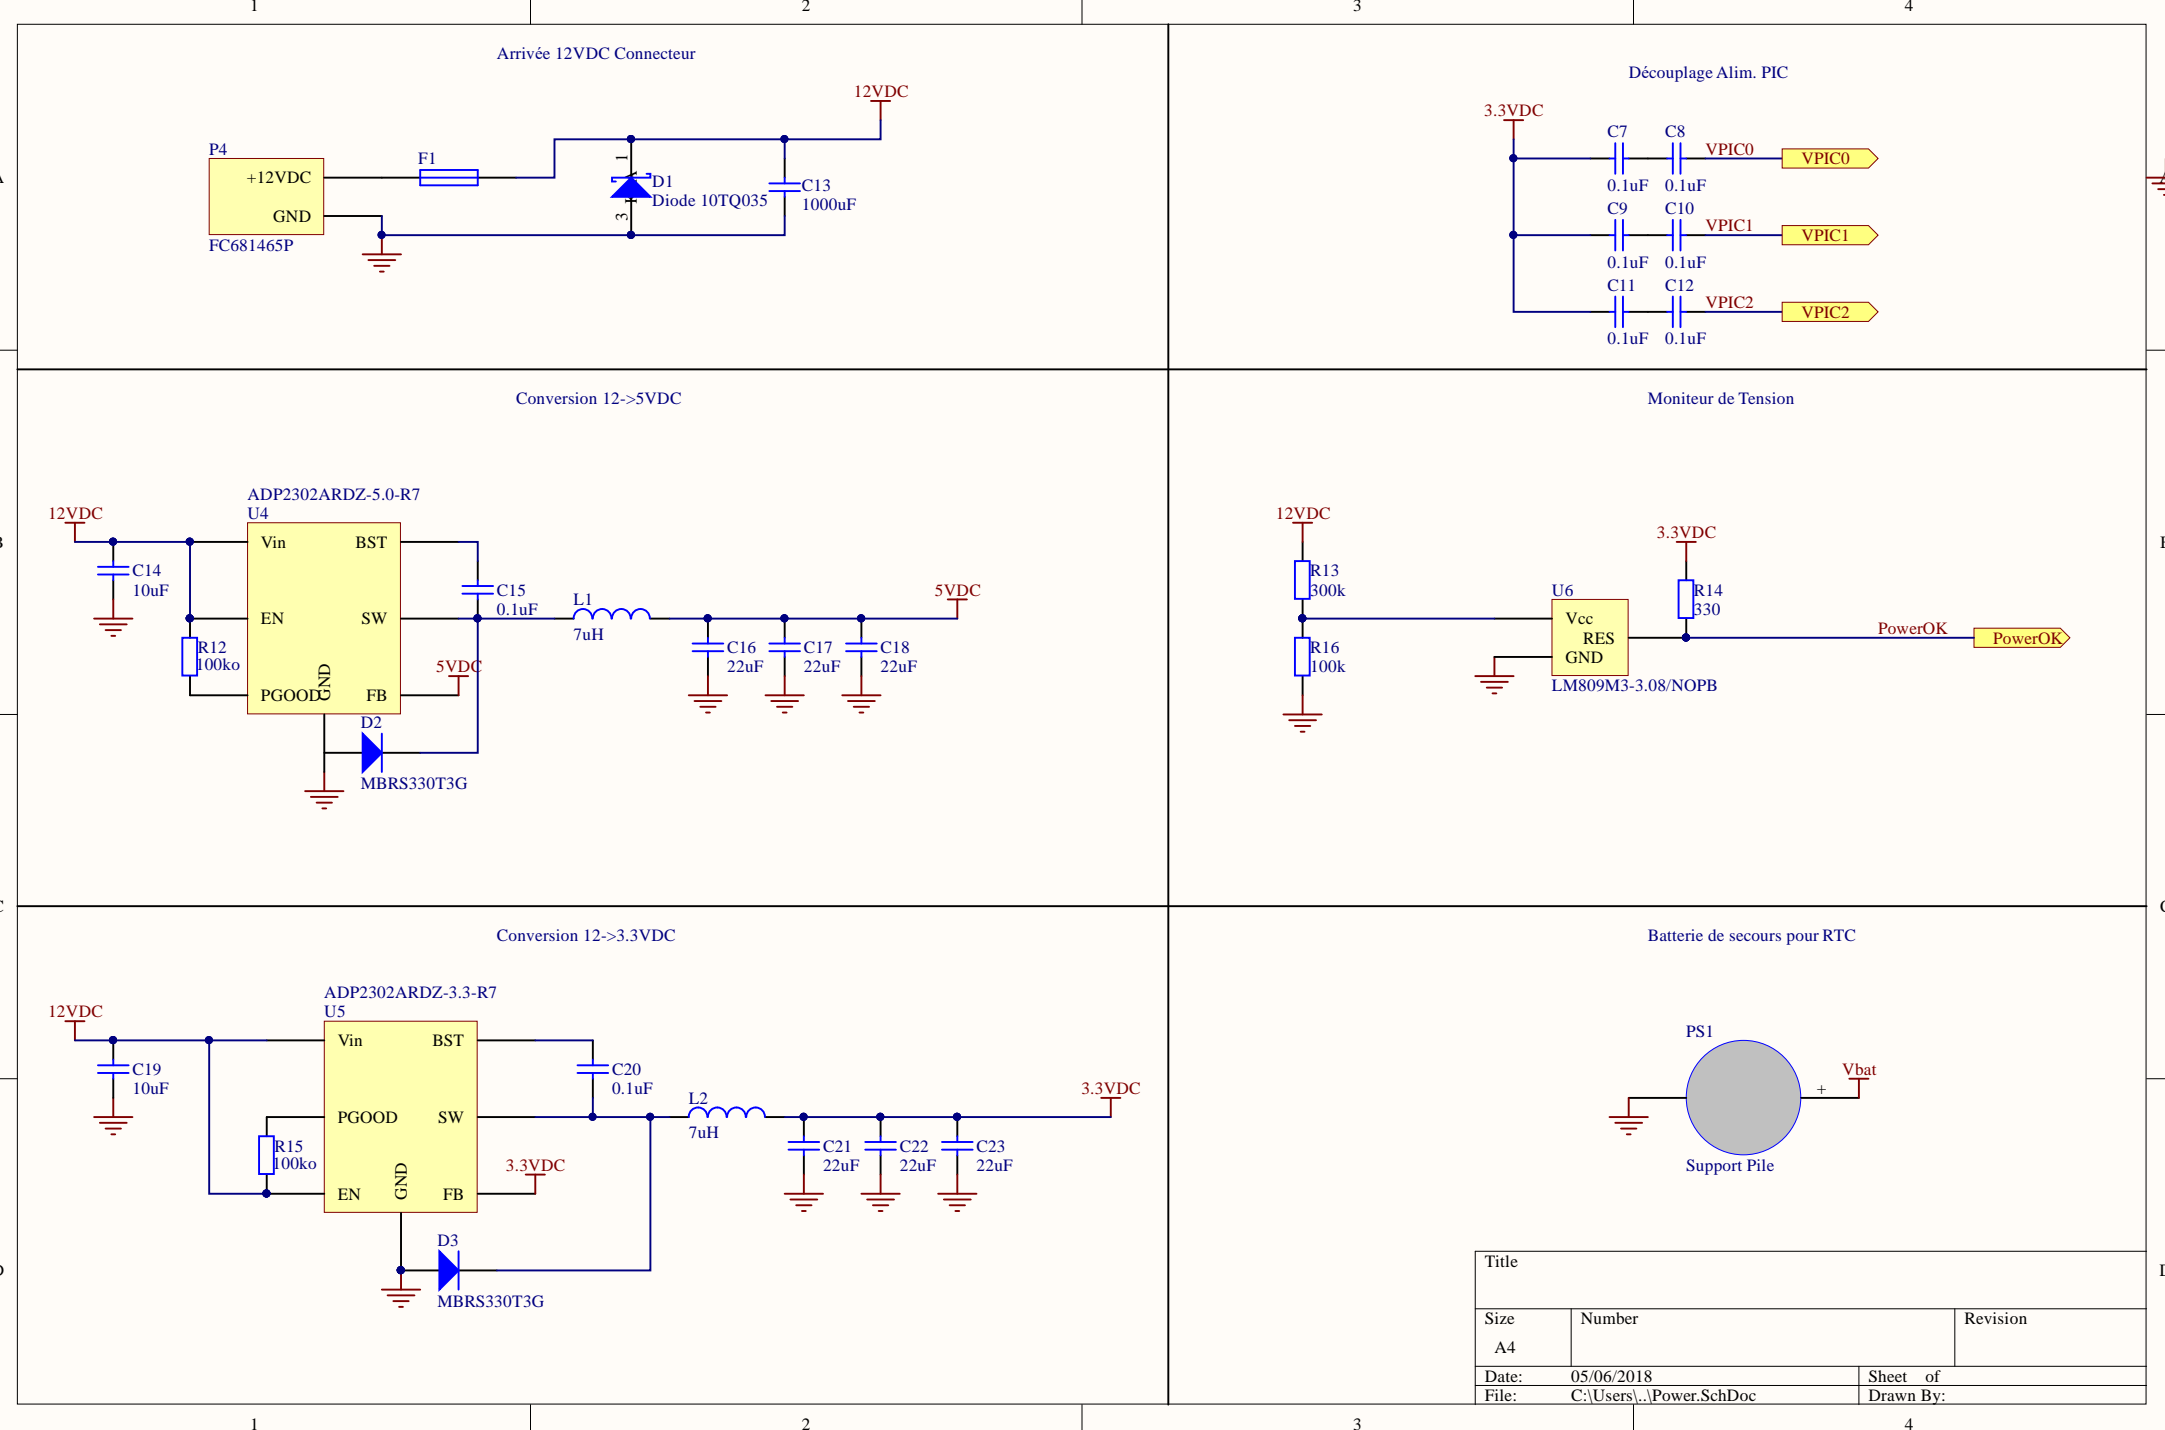 1
2
3
4
Arrivée 12VDC Connecteur
12VDC
P4
+12VDC
GND
FC681465P
F1
1
A
K
3
D1
Diode 10TQ035
C13
1000uF
Découplage Alim. PIC
3.3VDC
C7
C8
VPIC0
VPIC0
0.1uF
0.1uF
C9
C10
VPIC1
VPIC1
0.1uF
0.1uF
C11
C12
VPIC2
VPIC2
0.1uF
0.1uF
Conversion 12->5VDC
ADP2302ARDZ-5.0-R7
U4
12VDC
C14
10uF
Vin
BST
EN
SW
PGOOD
GND
FB
R12
100ko
C15
0.1uF
5VDC
D2
MBRS330T3G
L1
7uH
5VDC
C16
22uF
C17
22uF
C18
22uF
Moniteur de Tension
12VDC
R13
300k
R16
100k
U6
Vcc
RES
GND
LM809M3-3.08/NOPB
3.3VDC
R14
330
PowerOK
PowerOK
Conversion 12->3.3VDC
ADP2302ARDZ-3.3-R7
U5
12VDC
C19
10uF
Vin
BST
PGOOD
SW
EN
GND
FB
R15
100ko
C20
0.1uF
3.3VDC
D3
MBRS330T3G
L2
7uH
3.3VDC
C21
22uF
C22
22uF
C23
22uF
Batterie de secours pour RTC
PS1
+
Vbat
Support Pile
Title
Size
A4
Number
Revision
Date:
05/06/2018
Sheet of
File:
C:\Users\..\Power.SchDoc
Drawn By:
1
2
3
4